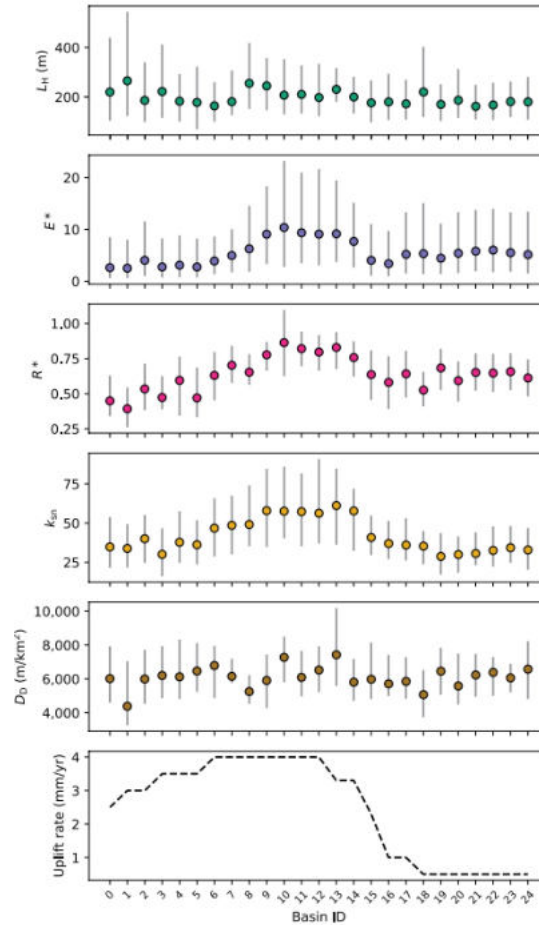 L_H (m)
400
200
E*
20
10
0
R*
1.00
0.75
0.50
0.25
k_sn
75
50
25
D_D (m/km²)
10,000
8,000
6,000
4,000
Uplift rate (mm/yr)
4
3
2
1
0 1 2 3 4 5 6 7 8 9 10 11 12 13 14 15 16 17 18 19 20 21 22 23 24
Basin ID